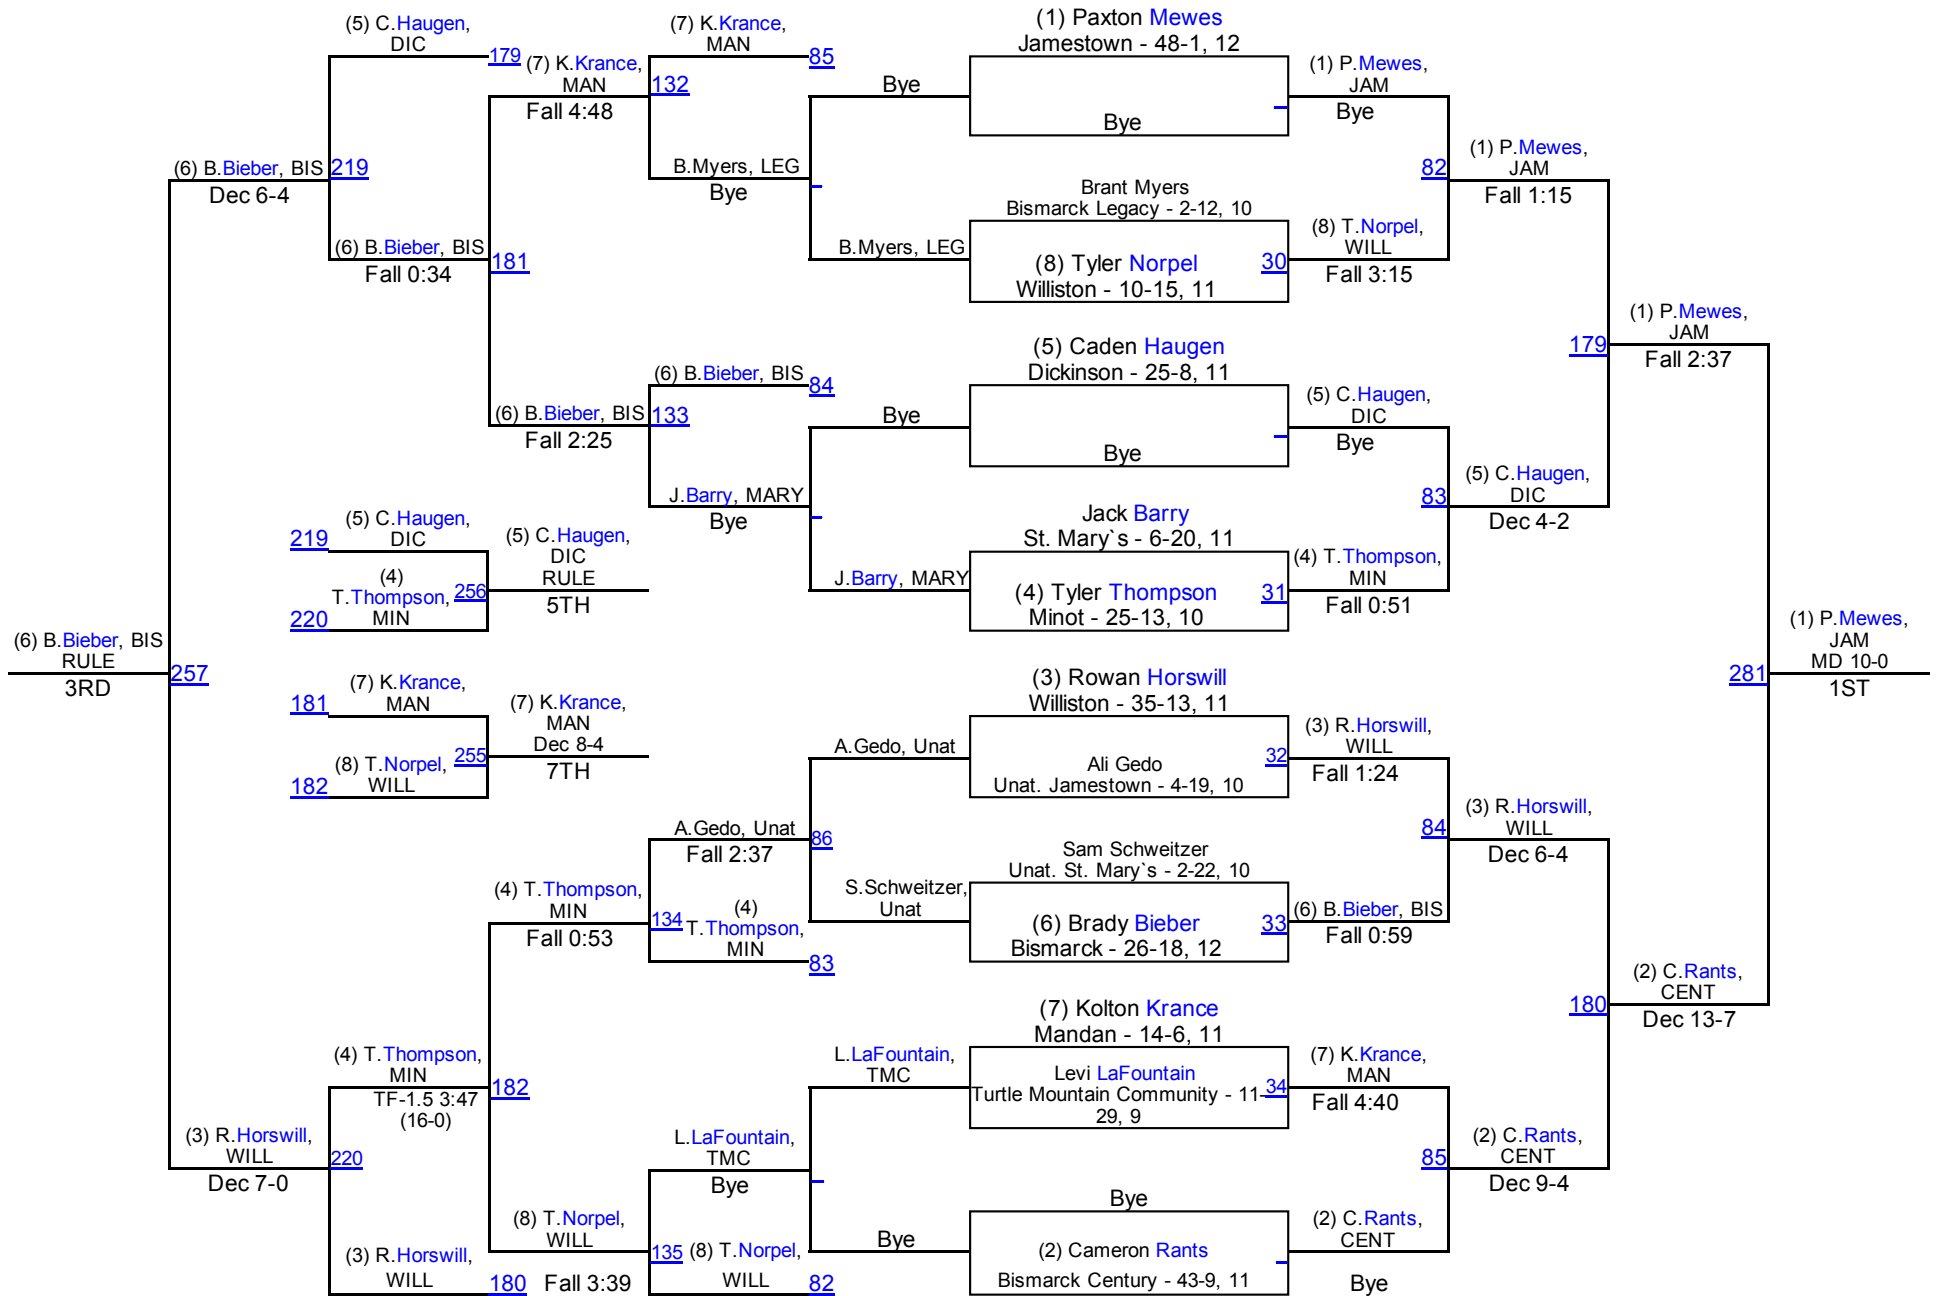 (1) Paxton Mewes
Jamestown - 48-1, 12
Bye
Brant Myers
Bismarck Legacy - 2-12, 10
(8) Tyler Norpel
Williston - 10-15, 11
30
(5) Caden Haugen
Dickinson - 25-8, 11
Bye
Jack Barry
St. Mary`s - 6-20, 11
(4) Tyler Thompson
Minot - 25-13, 10
31
(3) Rowan Horswill
Williston - 35-13, 11
Ali Gedo
Unat. Jamestown - 4-19, 10
32
Sam Schweitzer
Unat. St. Mary`s - 2-22, 10
(6) Brady Bieber
Bismarck - 26-18, 12
33
(7) Kolton Krance
Mandan - 14-6, 11
Levi LaFountain
Turtle Mountain Community - 11-
29, 9
34
Bye
(2) Cameron Rants
Bismarck Century - 43-9, 11
(1) P.Mewes,
JAM
Bye
82
(8) T.Norpel,
WILL
Fall 3:15
(5) C.Haugen,
DIC
Bye
83
(4) T.Thompson,
MIN
Fall 0:51
(3) R.Horswill,
WILL
Fall 1:24
84
(6) B.Bieber, BIS
Fall 0:59
(7) K.Krance,
MAN
Fall 4:40
85
(2) C.Rants,
CENT
Bye
(1) P.Mewes,
JAM
Fall 1:15
179
(5) C.Haugen,
DIC
Dec 4-2
(3) R.Horswill,
WILL
Dec 6-4
180
(2) C.Rants,
CENT
Dec 9-4
(1) P.Mewes,
JAM
Fall 2:37
281
(2) C.Rants,
CENT
Dec 13-7
(1) P.Mewes,
JAM
MD 10-0
1ST
Bye
B.Myers, LEG
Bye
J.Barry, MARY
A.Gedo, Unat
86
S.Schweitzer,
Unat
L.LaFountain,
TMC
Bye
(7) K.Krance,
MAN
85
132
B.Myers, LEG
Bye
(6) B.Bieber, BIS
84
133
J.Barry, MARY
Bye
A.Gedo, Unat
Fall 2:37
134
(4)
T.Thompson,
MIN
83
L.LaFountain,
TMC
Bye
135
(8) T.Norpel,
WILL
82
(7) K.Krance,
MAN
Fall 4:48
181
(6) B.Bieber, BIS
Fall 2:25
(4) T.Thompson,
MIN
Fall 0:53
182
(8) T.Norpel,
WILL
Fall 3:39
(5) C.Haugen,
DIC
179
219
(6) B.Bieber, BIS
Fall 0:34
(4) T.Thompson,
MIN
TF-1.5 3:47
(16-0)
220
(3) R.Horswill,
WILL
180
(6) B.Bieber, BIS
Dec 6-4
257
(3) R.Horswill,
WILL
Dec 7-0
(6) B.Bieber, BIS
RULE
3RD
219
(5) C.Haugen,
DIC
256
220
(4)
T.Thompson,
MIN
(5) C.Haugen,
DIC
RULE
5TH
181
(7) K.Krance,
MAN
255
182
(8) T.Norpel,
WILL
(7) K.Krance,
MAN
Dec 8-4
7TH